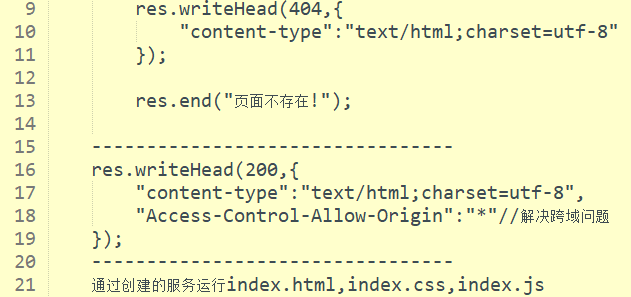 9 res.writeHead(404,{
10 "content-type":"text/html;charset=utf-8"
11 });
12
13 res.end("页面不存在!");
14
15 ---------------------------------
16 res.writeHead(200,{
17 "content-type":"text/html;charset=utf-8",
18 "Access-Control-Allow-Origin":"*"//解决跨域问题
19 });
20 ---------------------------------
21 通过创建的服务运行index.html,index.css,index.js